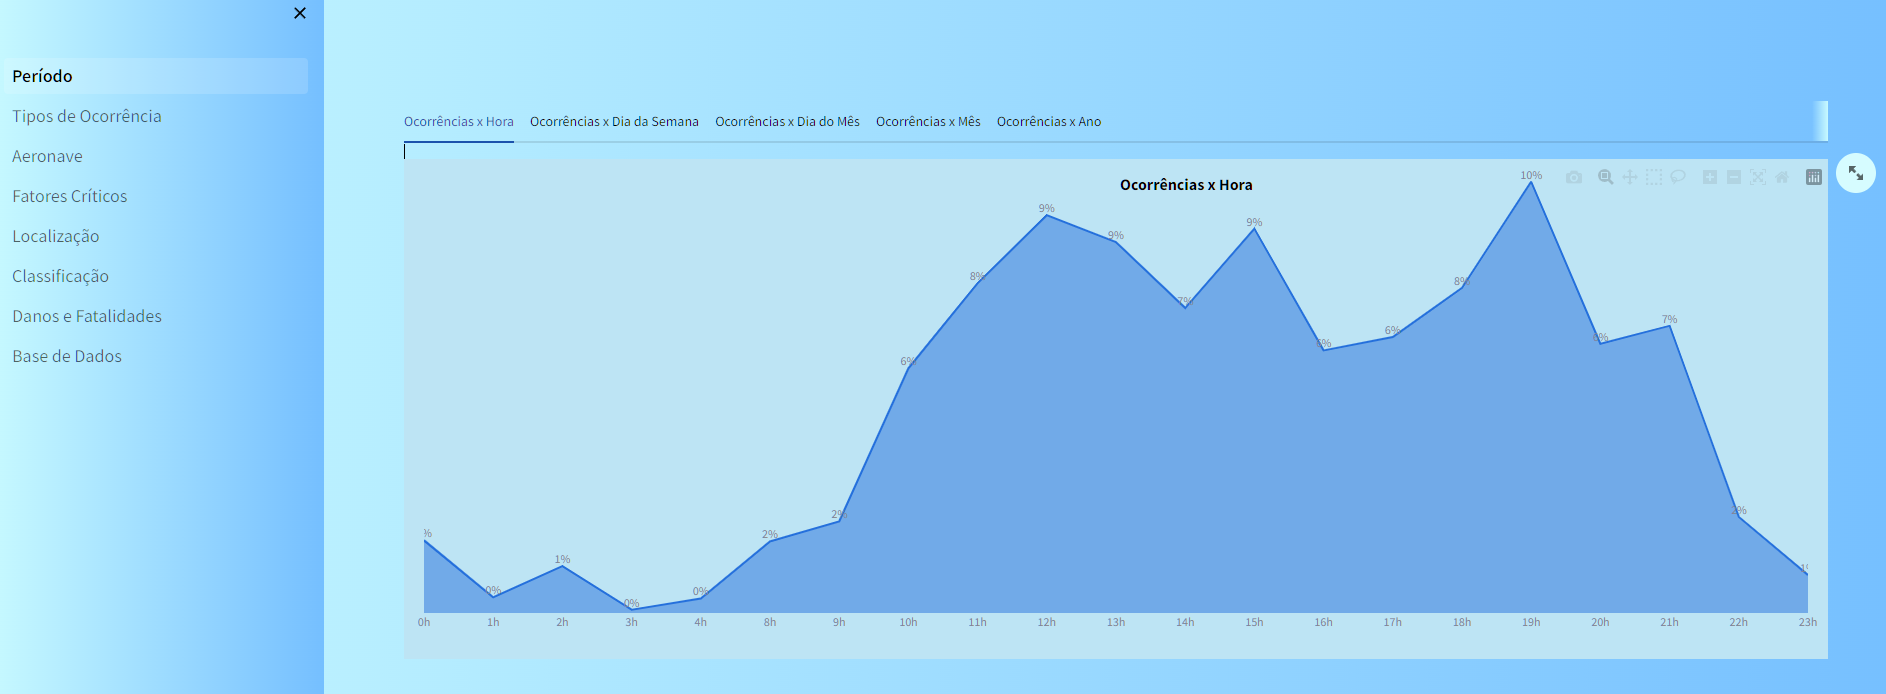 Período
Tipos de Ocorrência
Aeronave
Fatores Críticos
Localização
Classificação
Danos e Fatalidades
Base de Dados
Ocorrências x Hora Ocorrências x Dia da Semana Ocorrências x Dia do Mês Ocorrências x Mês Ocorrências x Ano
Ocorrências x Hora
% 0% 1% 0% 0% 2% 2% 6% 8% 9% 9% 7% 9% 6% 6% 8% 10% 6% 7% 2%
0h 1h 2h 3h 4h 8h 9h 10h 11h 12h 13h 14h 15h 16h 17h 18h 19h 20h 21h 22h 23h